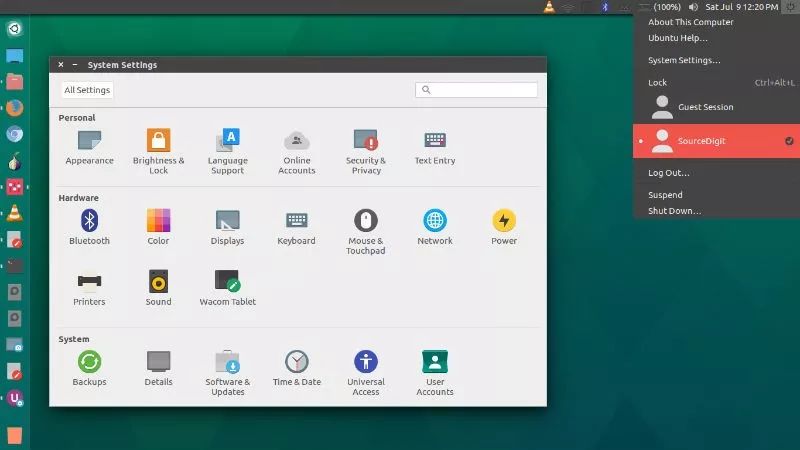 (100%) Sat Jul 9 12:20 PM
About This Computer
Ubuntu Help...
System Settings...
Lock Ctrl+Alt+L
Guest Session
SourceDigit
Log Out...
Suspend
Shut Down...
System Settings
All Settings
Personal
Appearance
Brightness &
Lock
Language
Support
Online
Accounts
Security &
Privacy
Text Entry
Hardware
Bluetooth
Color
Displays
Keyboard
Mouse &
Touchpad
Network
Power
Printers
Sound
Wacom Tablet
System
Backups
Details
Software &
Updates
Time & Date
Universal
Access
User
Accounts